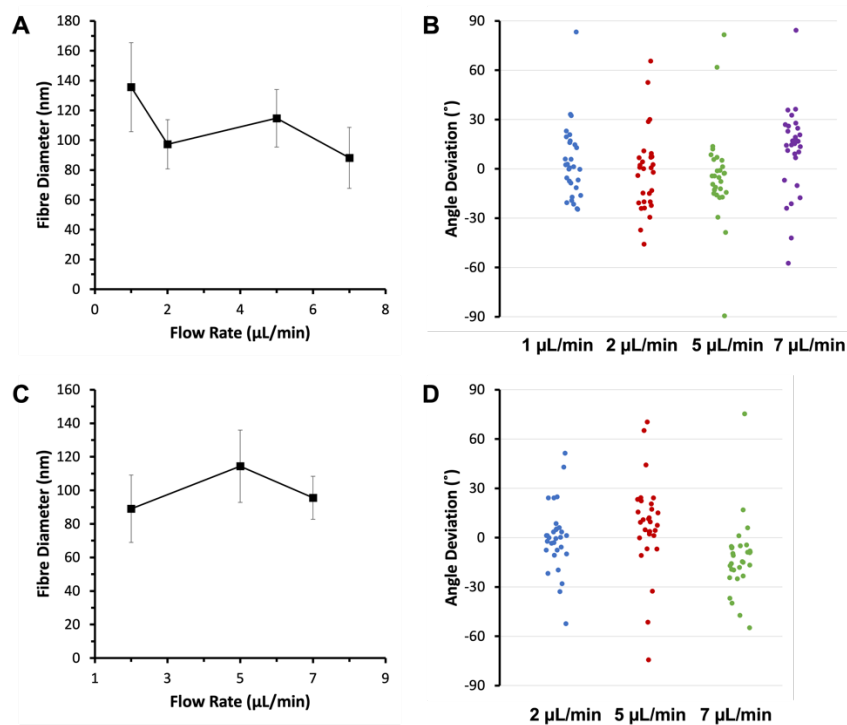 A
180
160
140
120
100
80
60
40
20
0
Fibre Diameter (nm)
0 2 4 6 8
Flow Rate (µL/min)
B
90
60
30
0
-30
-60
-90
Angle Deviation (°)
1 µL/min 2 µL/min 5 µL/min 7 µL/min
C
160
140
120
100
80
60
40
20
0
Fibre Diameter (nm)
1 3 5 7 9
Flow Rate (µL/min)
D
90
60
30
0
-30
-60
-90
Angle Deviation (°)
2 µL/min 5 µL/min 7 µL/min